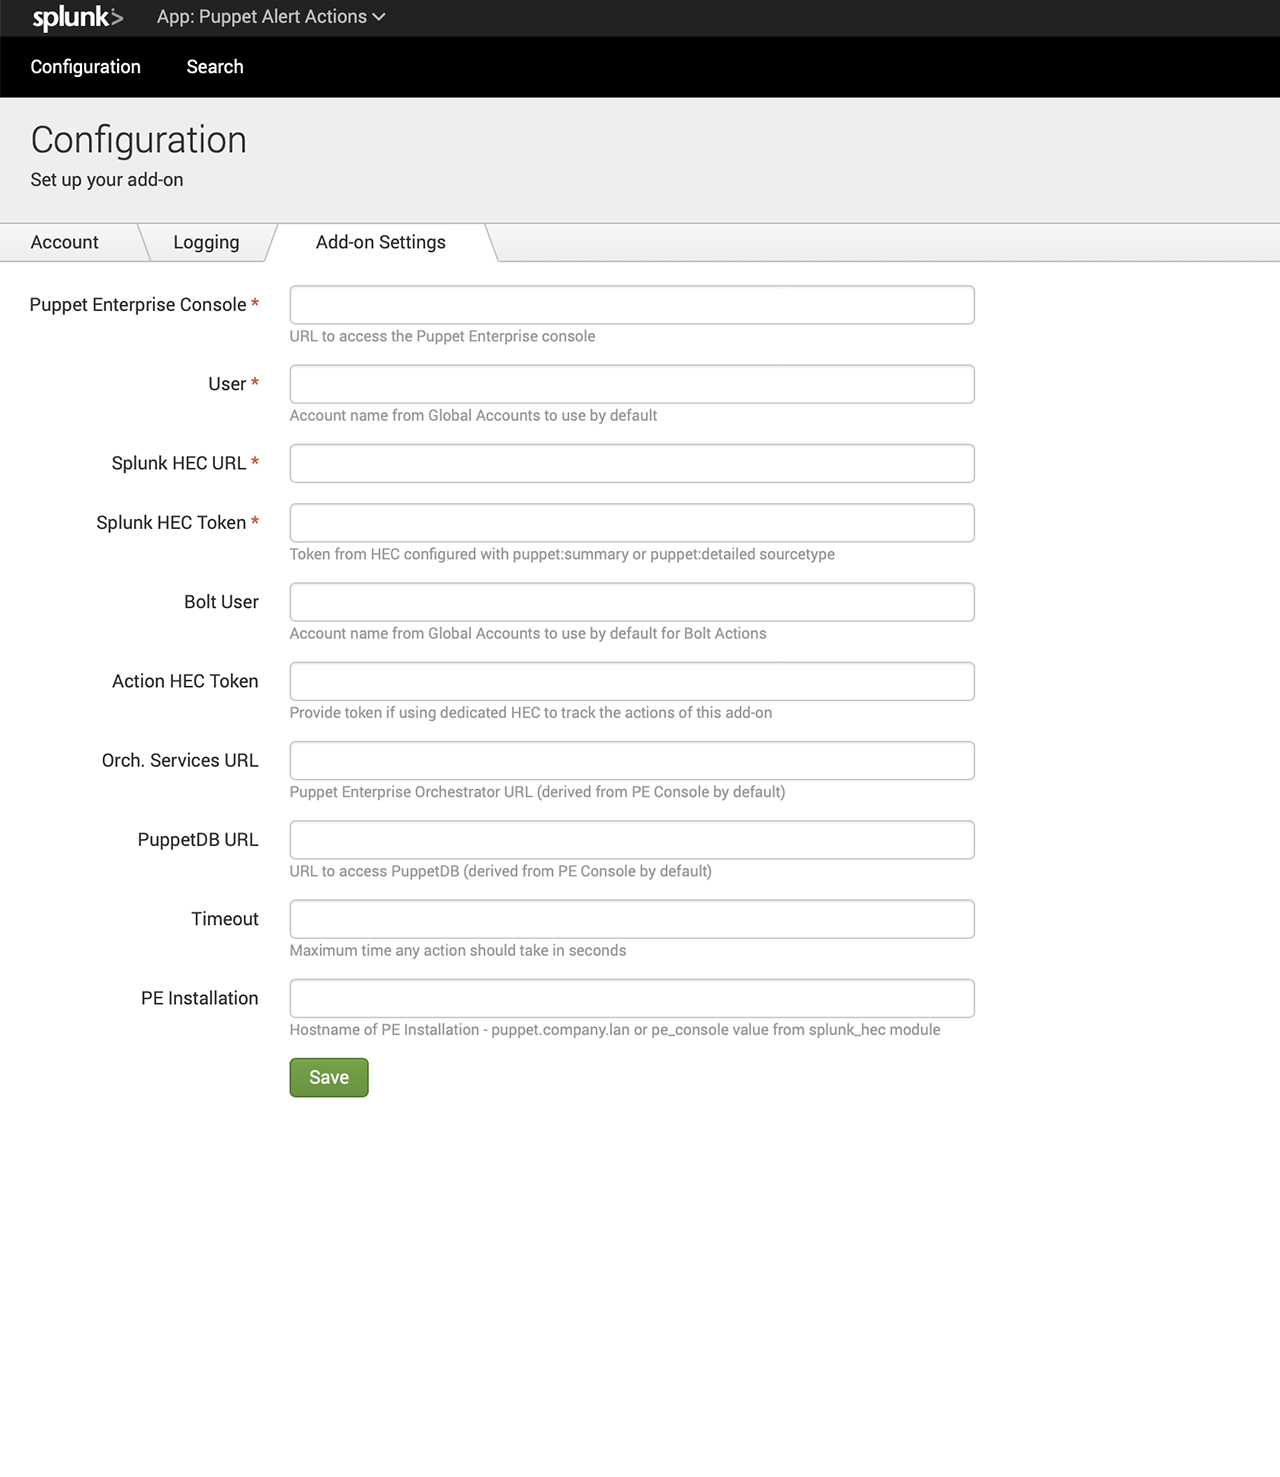 splunk> App: Puppet Alert Actions
Configuration Search
Configuration
Set up your add-on
Account Logging Add-on Settings
Puppet Enterprise Console *
URL to access the Puppet Enterprise console
User *
Account name from Global Accounts to use by default
Splunk HEC URL *
Splunk HEC Token *
Token from HEC configured with puppet:summary or puppet:detailed sourcetype
Bolt User
Account name from Global Accounts to use by default for Bolt Actions
Action HEC Token
Provide token if using dedicated HEC to track the actions of this add-on
Orch. Services URL
Puppet Enterprise Orchestrator URL (derived from PE Console by default)
PuppetDB URL
URL to access PuppetDB (derived from PE Console by default)
Timeout
Maximum time any action should take in seconds
PE Installation
Hostname of PE Installation - puppet.company.lan or pe_console value from splunk_hec module
Save